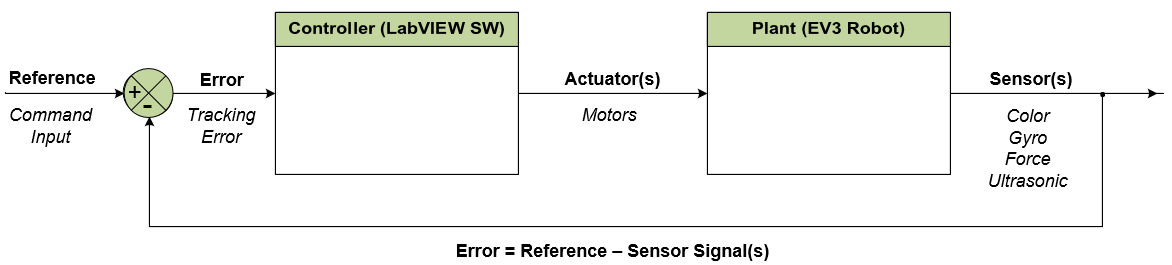 Controller (LabVIEW SW)
Plant (EV3 Robot)
Reference
Command
Input
+
-
Error
Tracking
Error
Actuator(s)
Motors
Sensor(s)
Color
Gyro
Force
Ultrasonic
Error = Reference – Sensor Signal(s)